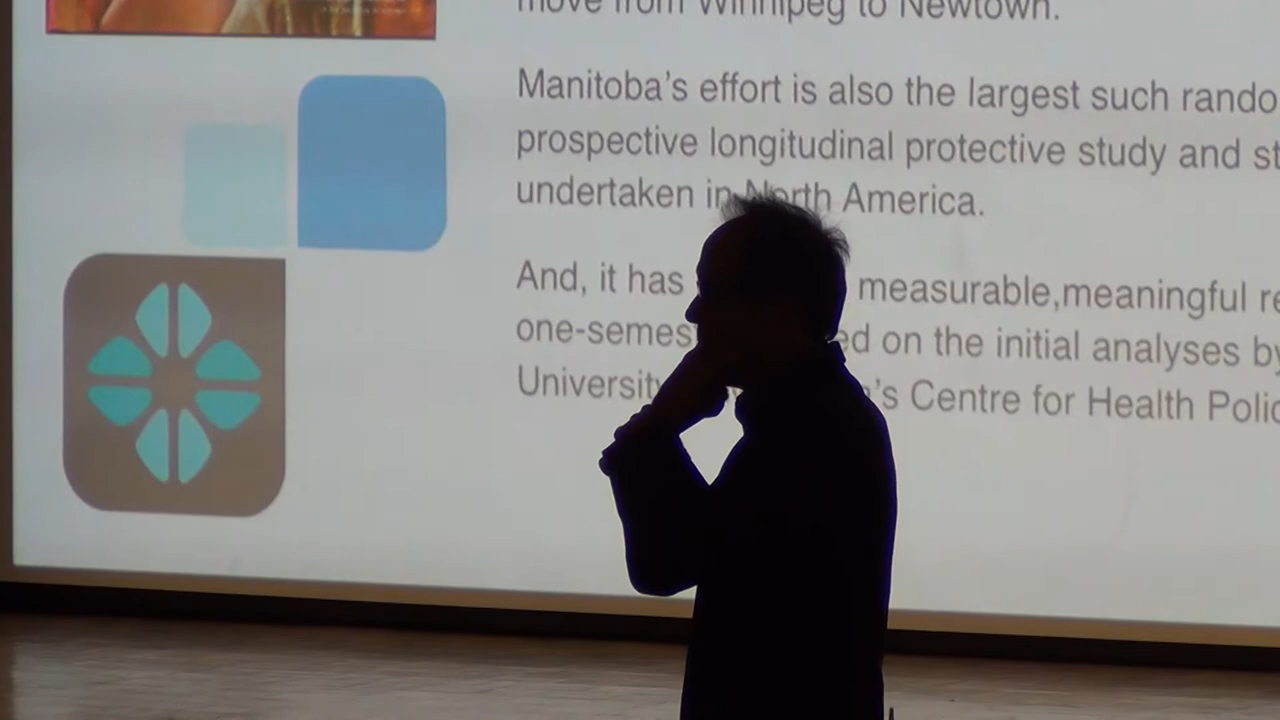 move from Winnipeg to Newtown.
Manitoba's effort is also the largest such rando
prospective longitudinal protective study and st
undertaken in North America.
And, it has measurable,meaningful re
one-semes ed on the initial analyses by
University 's Centre for Health Polic